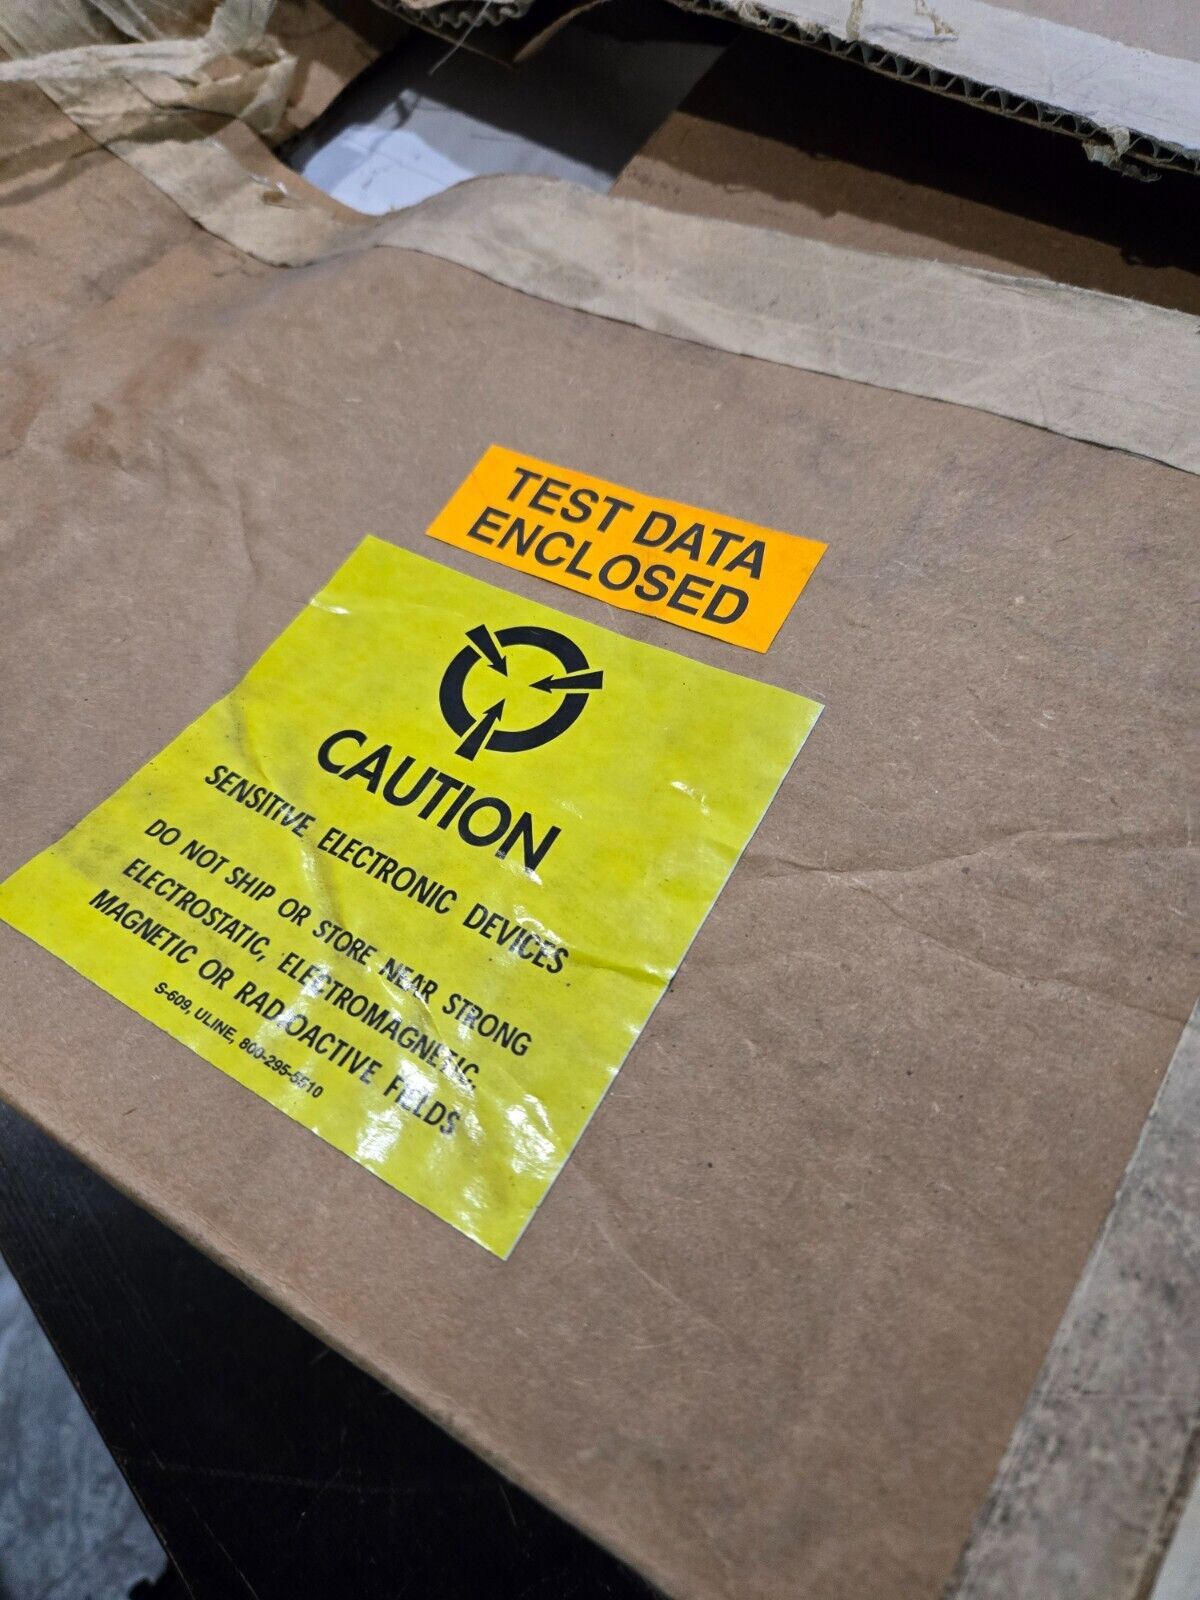 TEST DATA
ENCLOSED
CAUTION
SENSITIVE ELECTRONIC DEVICES
DO NOT SHIP OR STORE NEAR STRONG
ELECTROSTATIC, ELECTROMAGNETIC,
MAGNETIC OR RADIOACTIVE FIELDS
S-609, ULINE, 800-295-5510